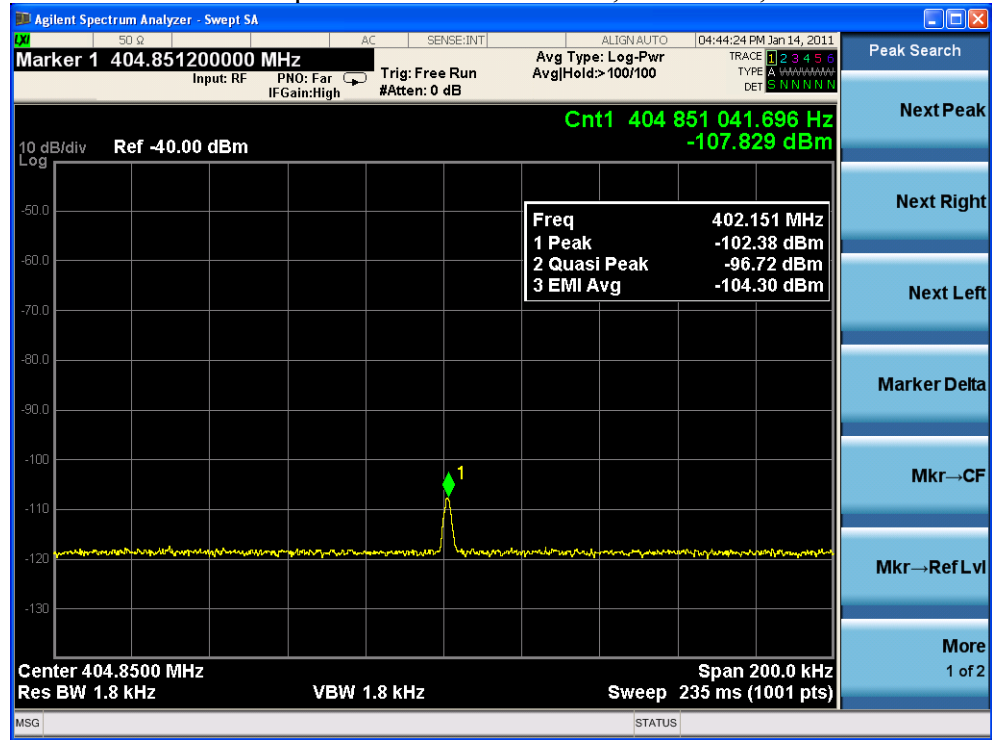 Agilent Spectrum Analyzer - Swept SA
LXI 50 Ω AC SENSE:INT ALIGN AUTO 04:44:24 PM Jan 14, 2011
Marker 1 404.851200000 MHz
Input: RF PNO: Far IFGain:High
Trig: Free Run
#Atten: 0 dB
Avg Type: Log-Pwr
Avg|Hold:>100/100
TRACE 1 2 3 4 5 6
TYPE A WWWWW
DET S N N N N N
Cnt1 404 851 041.696 Hz
-107.829 dBm
10 dB/div Ref -40.00 dBm
Log
-50.0
-60.0
-70.0
-80.0
-90.0
-100
-110
-120
-130
Freq 402.151 MHz
1 Peak -102.38 dBm
2 Quasi Peak -96.72 dBm
3 EMI Avg -104.30 dBm
1
Center 404.8500 MHz Span 200.0 kHz
Res BW 1.8 kHz VBW 1.8 kHz Sweep 235 ms (1001 pts)
MSG STATUS
Peak Search
Next Peak
Next Right
Next Left
Marker Delta
Mkr→CF
Mkr→Ref Lvl
More
1 of 2